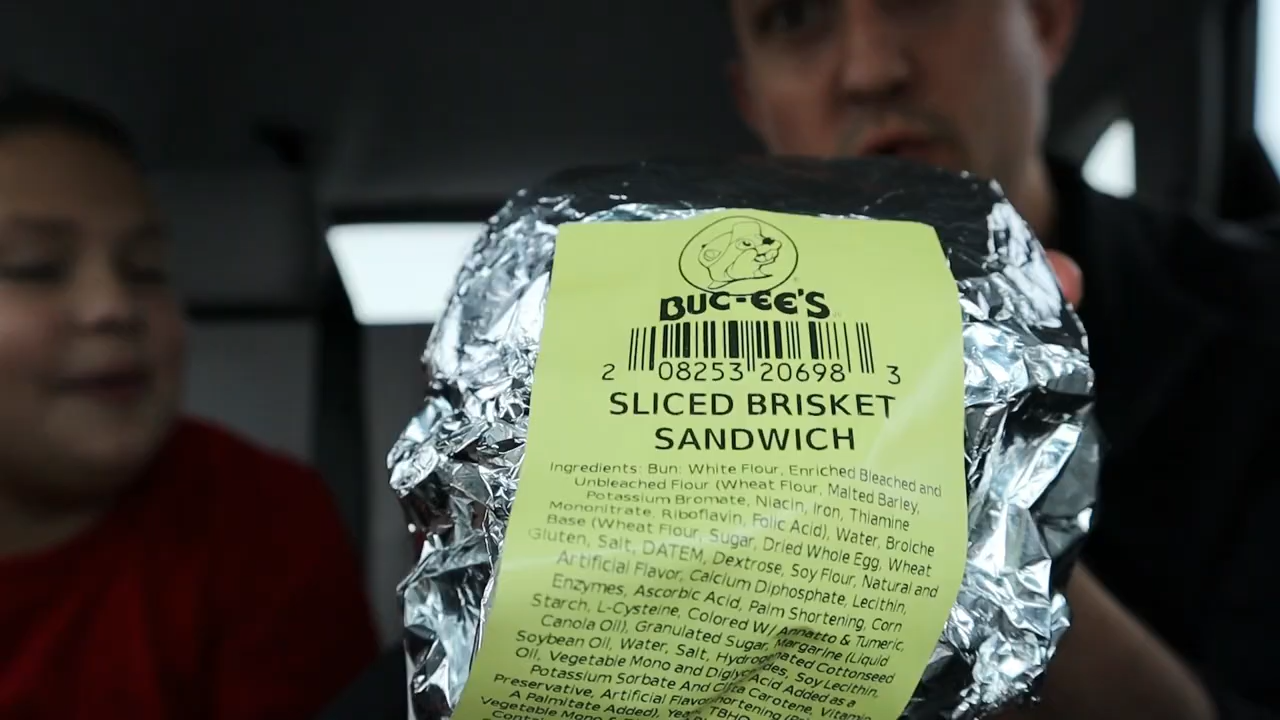 BUC-EE'S
2 08253 20698 3
SLICED BRISKET
SANDWICH
Ingredients: Bun: White Flour, Enriched Bleached and
Unbleached Flour (Wheat Flour, Malted Barley,
Potassium Bromate, Niacin, Iron, Thiamine
Mononitrate, Riboflavin, Folic Acid), Water, Broiche
Base (Wheat Flour, Sugar, Dried Whole Egg, Wheat
Gluten, Salt, DATEM, Dextrose, Soy Flour, Natural and
Artificial Flavor, Calcium Diphosphate, Lecithin,
Enzymes, Ascorbic Acid, Palm Shortening, Corn
Starch, L-Cysteine, Colored W/ Annatto & Tumeric,
Canola Oil), Granulated Sugar, Margarine (Liquid
Soybean Oil, Water, Salt, Hydrogenated Cottonseed
Oil, Vegetable Mono and Diglycerides, Soy Lecithin,
Potassium Sorbate And Carotene, Acid Added as a
Preservative, Artificial Flavor, Vitamin
A Palmitate Added), TBHQ
Vegetable Mono &